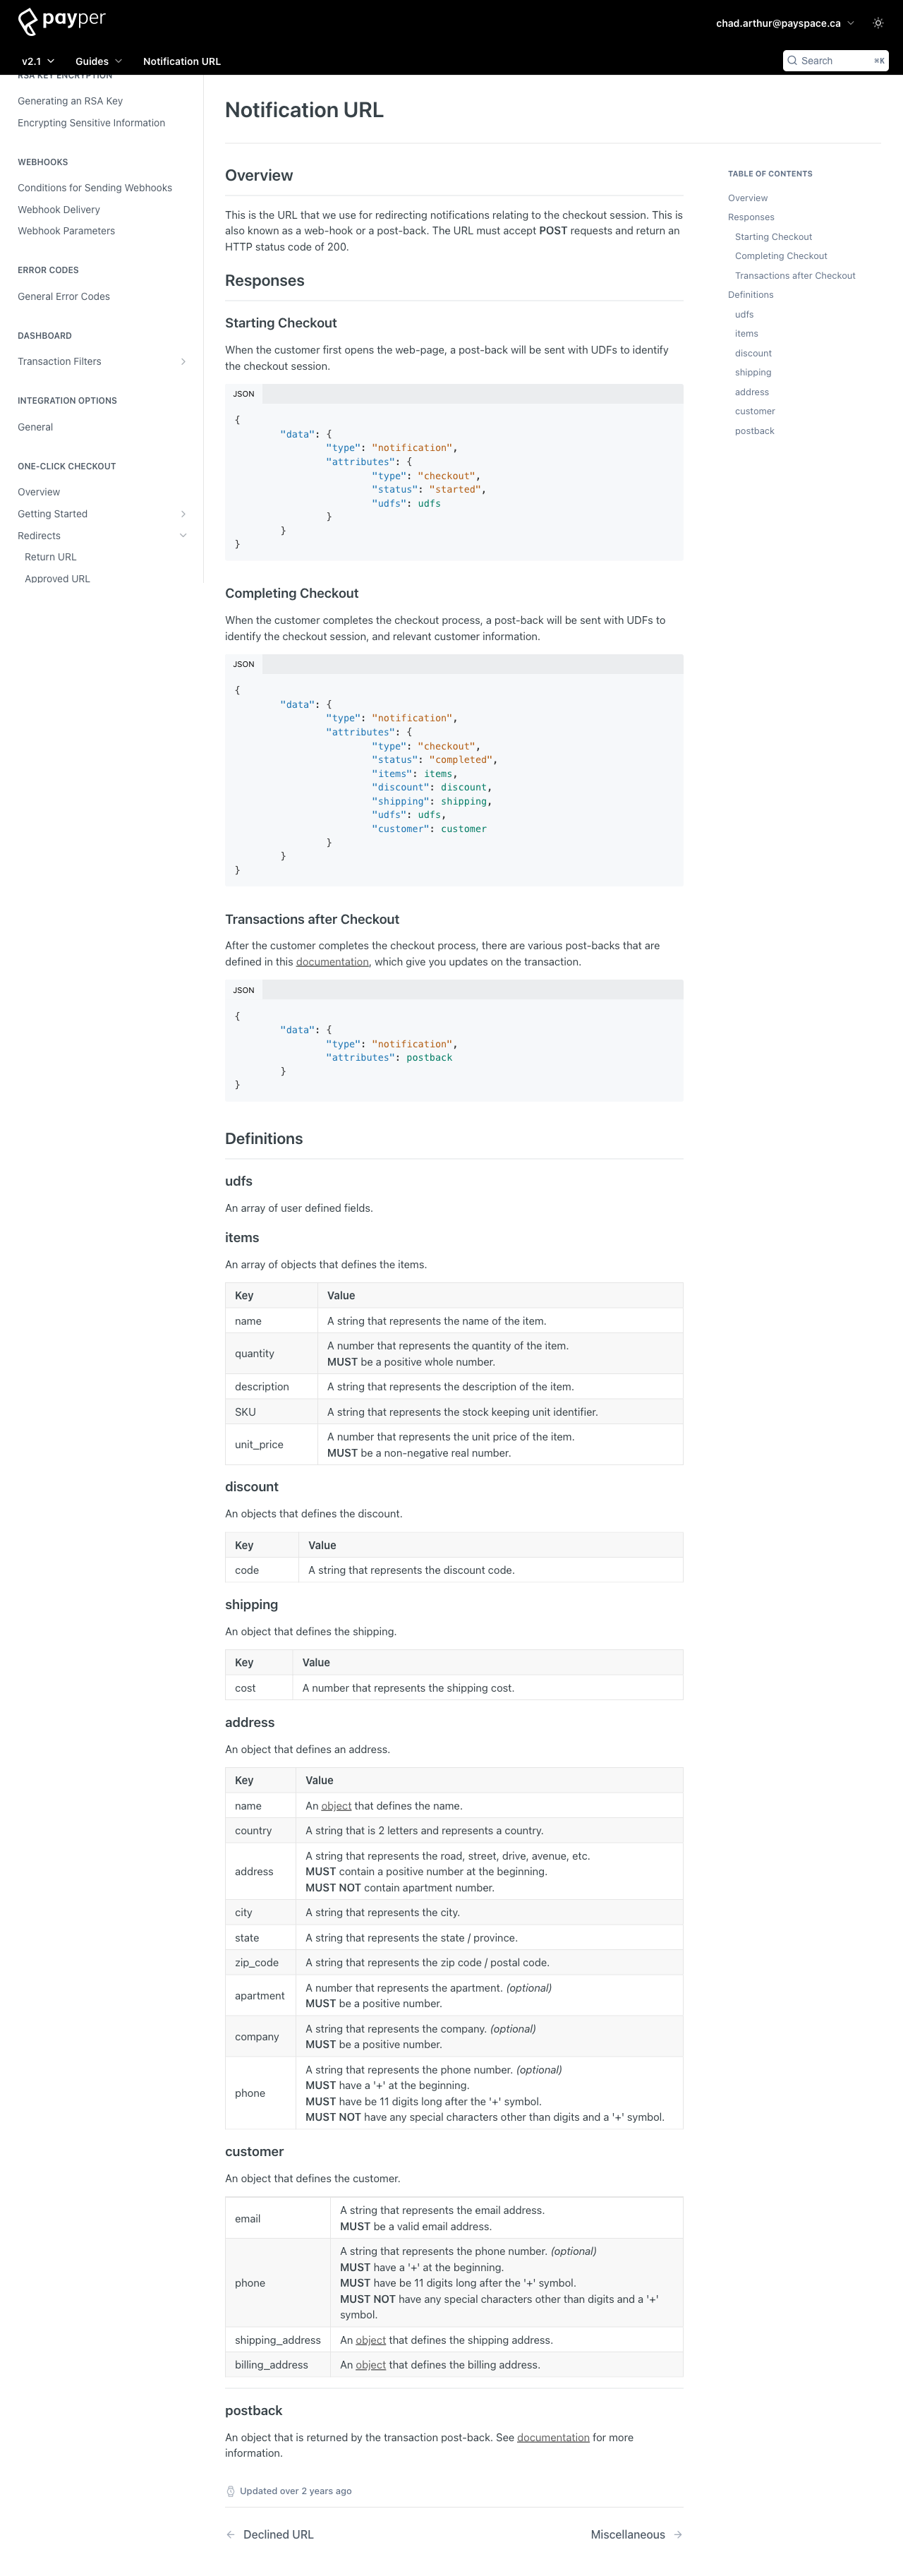 payper
chad.arthur@payspace.ca
v2.1
Guides
Notification URL
Search
⌘K
RSA KEY ENCRYPTION
Generating an RSA Key
Encrypting Sensitive Information
WEBHOOKS
Conditions for Sending Webhooks
Webhook Delivery
Webhook Parameters
ERROR CODES
General Error Codes
DASHBOARD
Transaction Filters
INTEGRATION OPTIONS
General
ONE-CLICK CHECKOUT
Overview
Getting Started
Redirects
Return URL
Approved URL
Notification URL
Overview
This is the URL that we use for redirecting notifications relating to the checkout session. This is
also known as a web-hook or a post-back. The URL must accept POST requests and return an
HTTP status code of 200.
Responses
Starting Checkout
When the customer first opens the web-page, a post-back will be sent with UDFs to identify
the checkout session.
JSON
{
"data": {
"type": "notification",
"attributes": {
"type": "checkout",
"status": "started",
"udfs": udfs
}
}
}
Completing Checkout
When the customer completes the checkout process, a post-back will be sent with UDFs to
identify the checkout session, and relevant customer information.
JSON
{
"data": {
"type": "notification",
"attributes": {
"type": "checkout",
"status": "completed",
"items": items,
"discount": discount,
"shipping": shipping,
"udfs": udfs,
"customer": customer
}
}
}
Transactions after Checkout
After the customer completes the checkout process, there are various post-backs that are
defined in this documentation, which give you updates on the transaction.
JSON
{
"data": {
"type": "notification",
"attributes": postback
}
}
Definitions
udfs
An array of user defined fields.
items
An array of objects that defines the items.
Key Value
name A string that represents the name of the item.
quantity A number that represents the quantity of the item.
MUST be a positive whole number.
description A string that represents the description of the item.
SKU A string that represents the stock keeping unit identifier.
unit_price A number that represents the unit price of the item.
MUST be a non-negative real number.
discount
An objects that defines the discount.
Key Value
code A string that represents the discount code.
shipping
An object that defines the shipping.
Key Value
cost A number that represents the shipping cost.
address
An object that defines an address.
Key Value
name An object that defines the name.
country A string that is 2 letters and represents a country.
address A string that represents the road, street, drive, avenue, etc.
MUST contain a positive number at the beginning.
MUST NOT contain apartment number.
city A string that represents the city.
state A string that represents the state / province.
zip_code A string that represents the zip code / postal code.
apartment A number that represents the apartment. (optional)
MUST be a positive number.
company A string that represents the company. (optional)
MUST be a positive number.
phone A string that represents the phone number. (optional)
MUST have a '+' at the beginning.
MUST have be 11 digits long after the '+' symbol.
MUST NOT have any special characters other than digits and a '+' symbol.
customer
An object that defines the customer.
email A string that represents the email address.
MUST be a valid email address.
phone A string that represents the phone number. (optional)
MUST have a '+' at the beginning.
MUST have be 11 digits long after the '+' symbol.
MUST NOT have any special characters other than digits and a '+'
symbol.
shipping_address An object that defines the shipping address.
billing_address An object that defines the billing address.
postback
An object that is returned by the transaction post-back. See documentation for more
information.
Updated over 2 years ago
← Declined URL
Miscellaneous →
TABLE OF CONTENTS
Overview
Responses
Starting Checkout
Completing Checkout
Transactions after Checkout
Definitions
udfs
items
discount
shipping
address
customer
postback